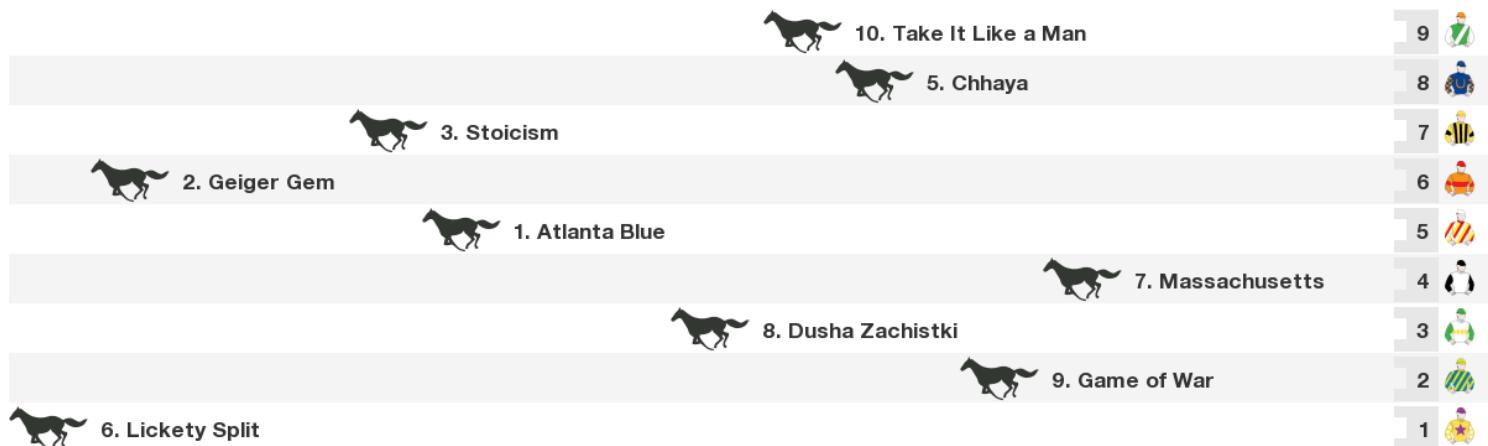 10. Take It Like a Man 9
5. Chhaya 8
3. Stoicism 7
2. Geiger Gem 6
1. Atlanta Blue 5
7. Massachusetts 4
8. Dusha Zachistki 3
9. Game of War 2
6. Lickety Split 1